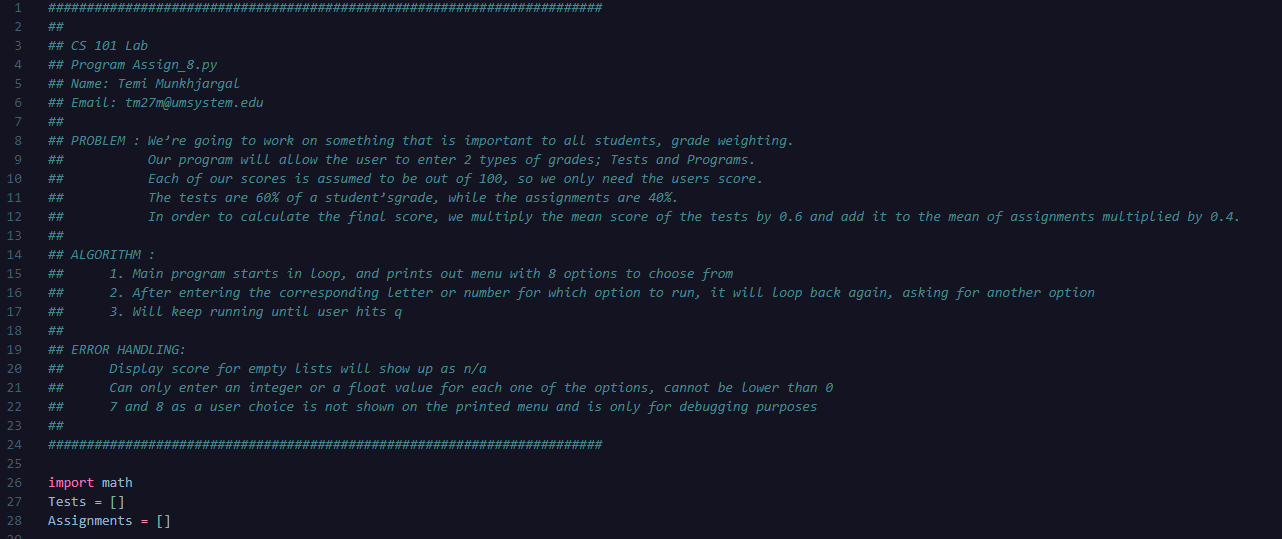 1 ########################################################################
2 ##
3 ## CS 101 Lab
4 ## Program Assign_8.py
5 ## Name: Temi Munkhjargal
6 ## Email: tm27m@umsystem.edu
7 ##
8 ## PROBLEM : We're going to work on something that is important to all students, grade weighting.
9 ##           Our program will allow the user to enter 2 types of grades; Tests and Programs.
10 ##           Each of our scores is assumed to be out of 100, so we only need the users score.
11 ##           The tests are 60% of a student'sgrade, while the assignments are 40%.
12 ##           In order to calculate the final score, we multiply the mean score of the tests by 0.6 and add it to the mean of assignments multiplied by 0.4.
13 ##
14 ## ALGORITHM :
15 ##      1. Main program starts in loop, and prints out menu with 8 options to choose from
16 ##      2. After entering the corresponding letter or number for which option to run, it will loop back again, asking for another option
17 ##      3. Will keep running until user hits q
18 ##
19 ## ERROR HANDLING:
20 ##      Display score for empty lists will show up as n/a
21 ##      Can only enter an integer or a float value for each one of the options, cannot be lower than 0
22 ##      7 and 8 as a user choice is not shown on the printed menu and is only for debugging purposes
23 ##
24 ########################################################################
25
26 import math
27 Tests = []
28 Assignments = []